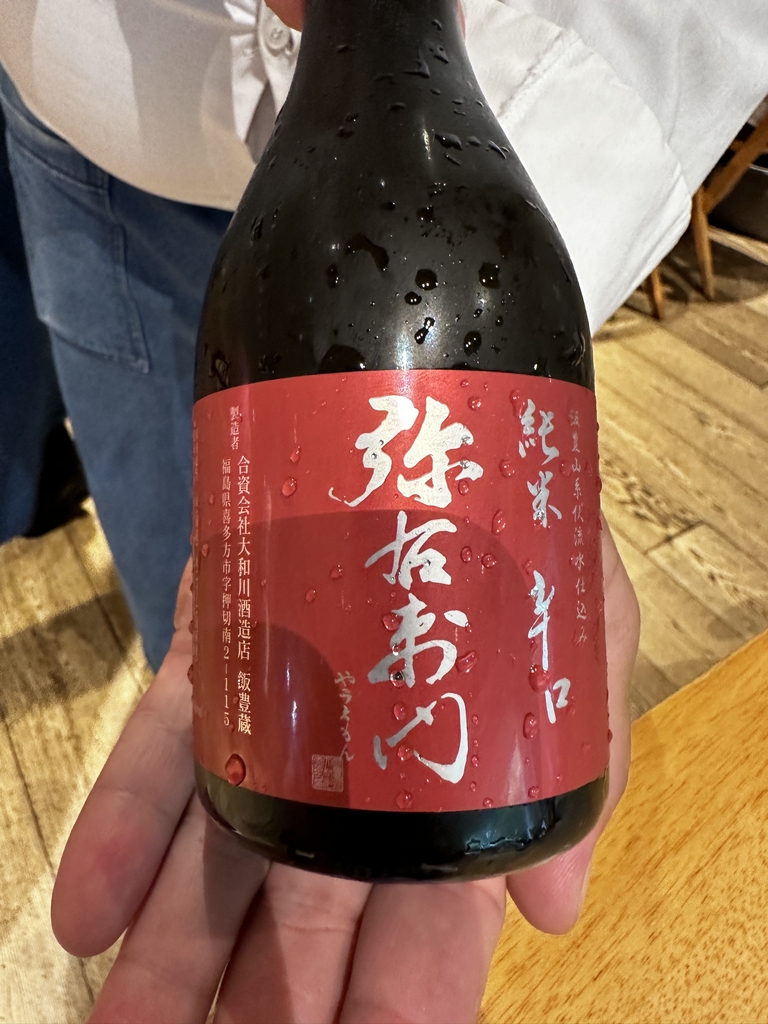 飯豊山系伏流水仕込み
純米 辛口
弥右衛門
やうゑもん
製造者
合資会社大和川酒造店 飯豊蔵
福島県喜多方市字押切南2-115